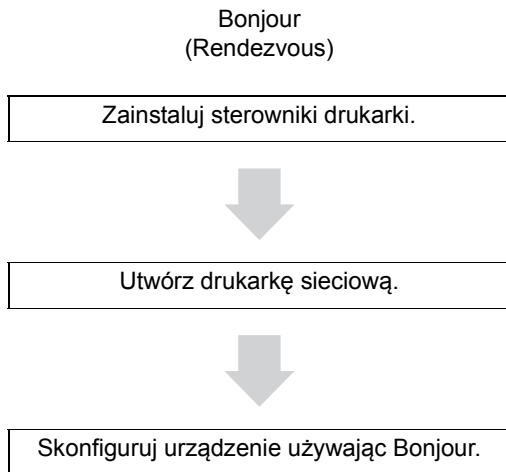 Bonjour
(Rendezvous)
Zainstaluj sterowniki drukarki.
Utwórz drukarkę sieciową.
Skonfiguruj urządzenie używając Bonjour.